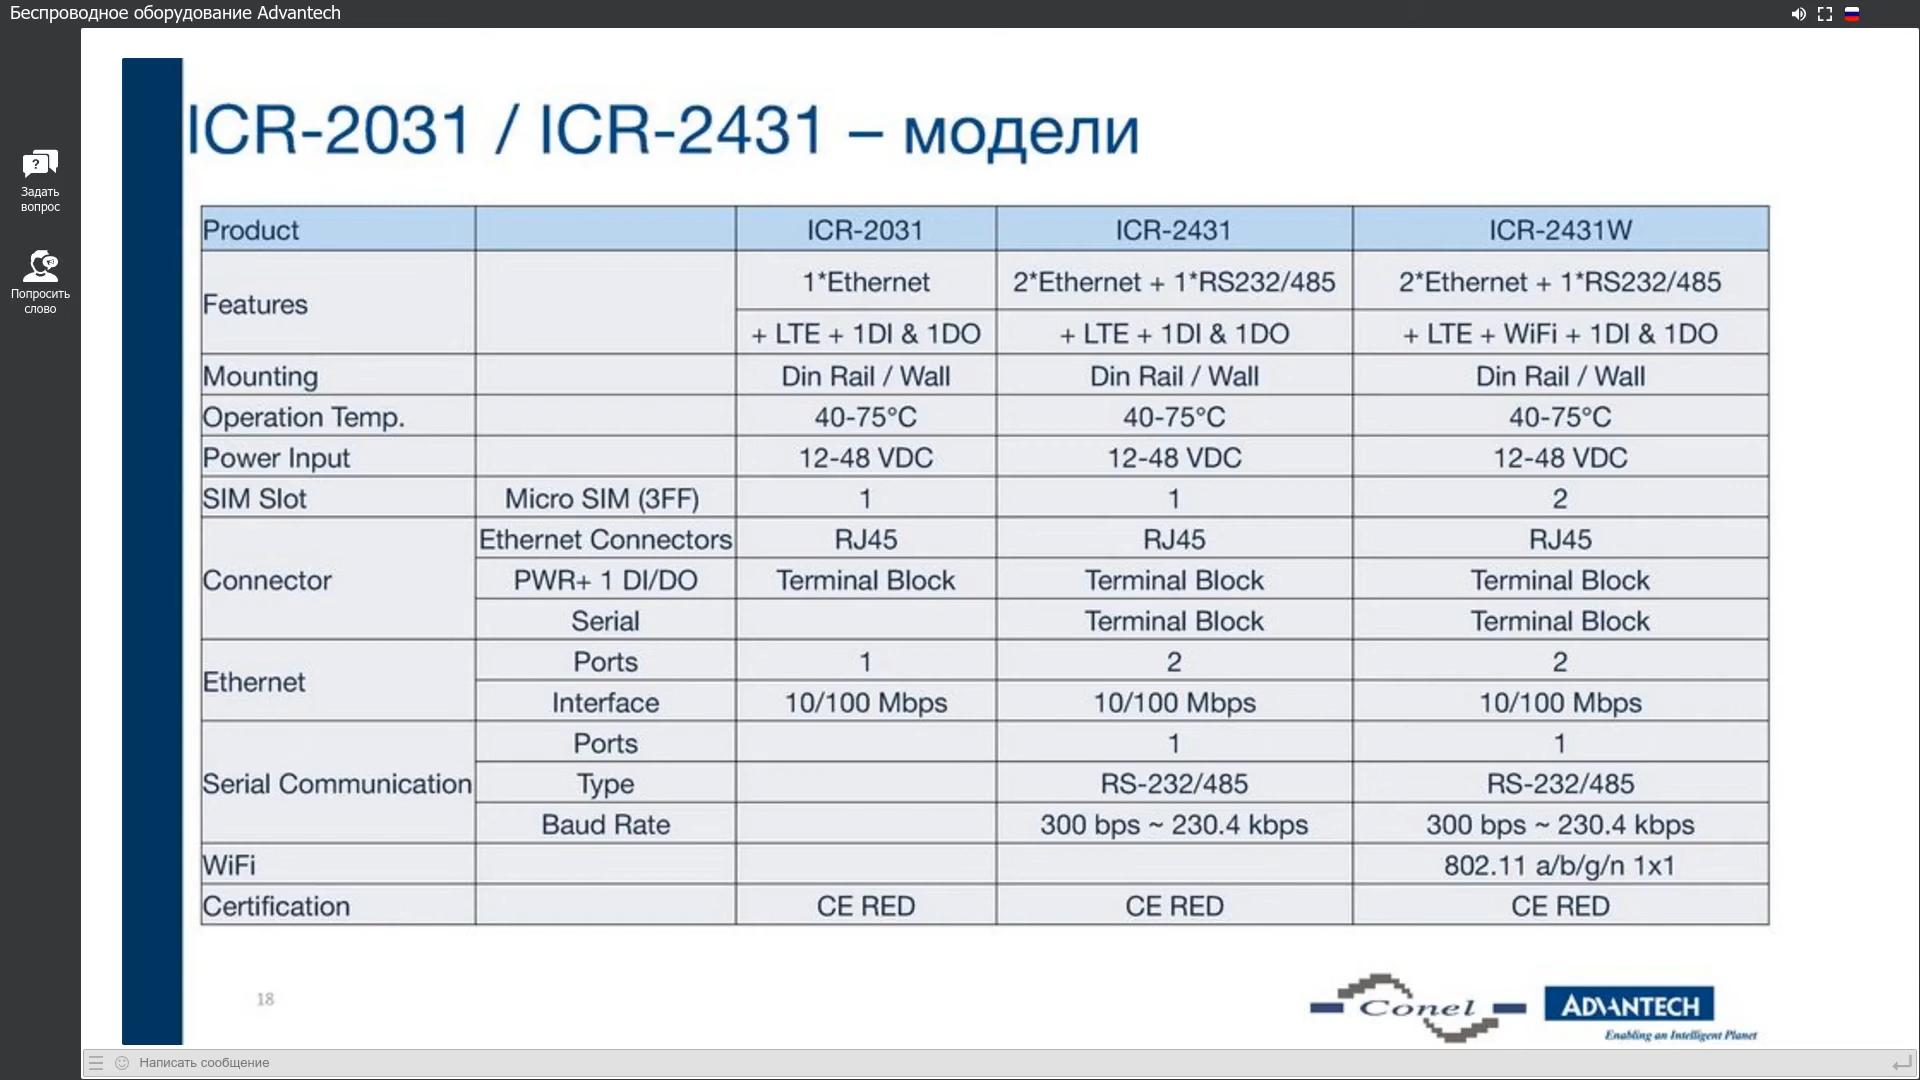 Беспроводное оборудование Advantech
Задать
вопрос
Попросить
слово
ICR-2031 / ICR-2431 – модели
Product ICR-2031 ICR-2431 ICR-2431W
Features 1*Ethernet 2*Ethernet + 1*RS232/485 2*Ethernet + 1*RS232/485
+ LTE + 1DI & 1DO + LTE + 1DI & 1DO + LTE + WiFi + 1DI & 1DO
Mounting Din Rail / Wall Din Rail / Wall Din Rail / Wall
Operation Temp. 40-75°C 40-75°C 40-75°C
Power Input 12-48 VDC 12-48 VDC 12-48 VDC
SIM Slot Micro SIM (3FF) 1 1 2
Connector Ethernet Connectors RJ45 RJ45 RJ45
PWR+ 1 DI/DO Terminal Block Terminal Block Terminal Block
Serial Terminal Block Terminal Block
Ethernet Ports 1 2 2
Interface 10/100 Mbps 10/100 Mbps 10/100 Mbps
Serial Communication Ports 1 1
Type RS-232/485 RS-232/485
Baud Rate 300 bps ~ 230.4 kbps 300 bps ~ 230.4 kbps
WiFi 802.11 a/b/g/n 1x1
Certification CE RED CE RED CE RED
18
Conel
ADVANTECH
Enabling an Intelligent Planet
Написать сообщение